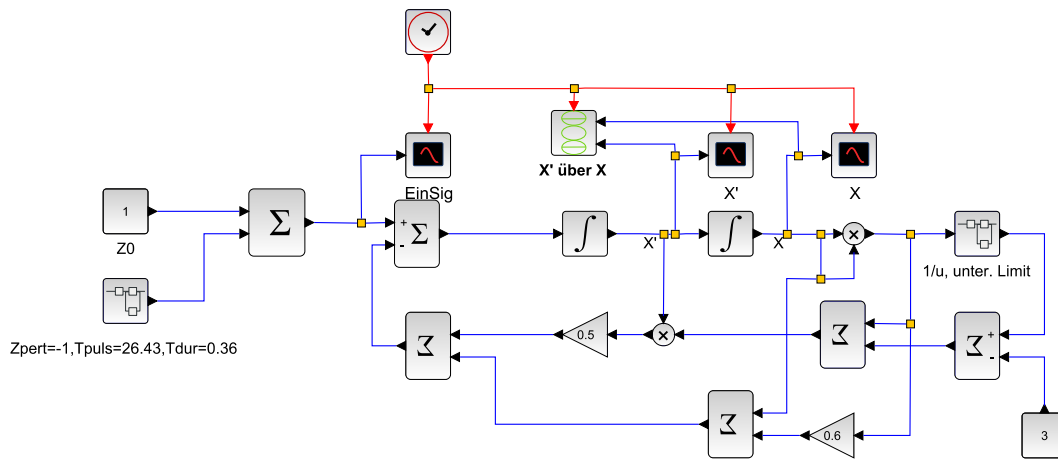 EinSig
X' über X
X'
X
1
Z0
Σ
+
-
Σ
∫
X'
∫
X
×
1/u, unter. Limit
Zpert=-1,Tpuls=26.43,Tdur=0.36
Σ
0.5
×
Σ
Σ
+
-
Σ
0.6
3